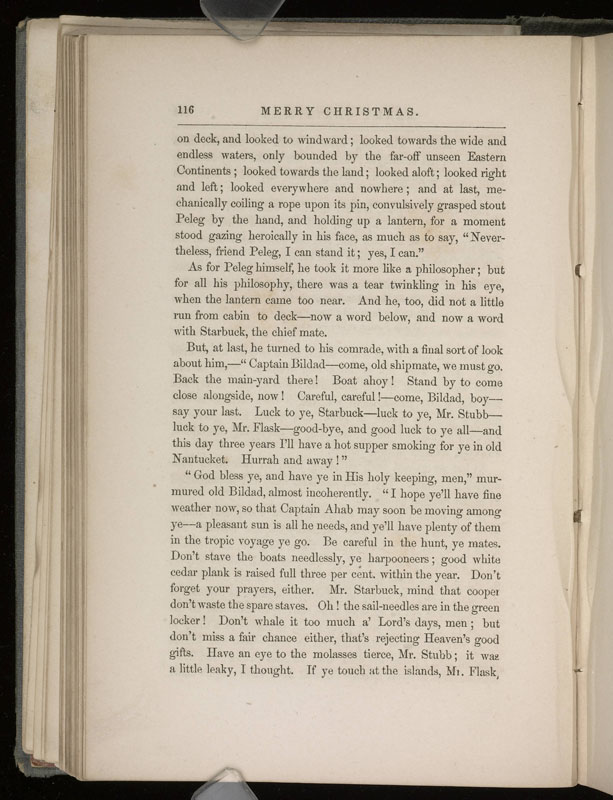 116 MERRY CHRISTMAS.
on deck, and looked to windward; looked towards the wide and
endless waters, only bounded by the far-off unseen Eastern
Continents; looked towards the land; looked aloft; looked right
and left; looked everywhere and nowhere; and at last, me-
chanically coiling a rope upon its pin, convulsively grasped stout
Peleg by the hand, and holding up a lantern, for a moment
stood gazing heroically in his face, as much as to say, "Never-
theless, friend Peleg, I can stand it; yes, I can."
As for Peleg himself, he took it more like a philosopher; but
for all his philosophy, there was a tear twinkling in his eye,
when the lantern came too near. And he, too, did not a little
run from cabin to deck—now a word below, and now a word
with Starbuck, the chief mate.
But, at last, he turned to his comrade, with a final sort of look
about him,—"Captain Bildad—come, old shipmate, we must go.
Back the main-yard there! Boat ahoy! Stand by to come
close alongside, now! Careful, careful!—come, Bildad, boy—
say your last. Luck to ye, Starbuck—luck to ye, Mr. Stubb—
luck to ye, Mr. Flask—good-bye, and good luck to ye all—and
this day three years I'll have a hot supper smoking for ye in old
Nantucket. Hurrah and away!"
"God bless ye, and have ye in His holy keeping, men," mur-
mured old Bildad, almost incoherently. "I hope ye'll have fine
weather now, so that Captain Ahab may soon be moving among
ye—a pleasant sun is all he needs, and ye'll have plenty of them
in the tropic voyage ye go. Be careful in the hunt, ye mates.
Don't stave the boats needlessly, ye harpooneers; good white
cedar plank is raised full three per cent. within the year. Don't
forget your prayers, either. Mr. Starbuck, mind that cooper
don't waste the spare staves. Oh! the sail-needles are in the green
locker! Don't whale it too much a' Lord's days, men; but
don't miss a fair chance either, that's rejecting Heaven's good
gifts. Have an eye to the molasses tierce, Mr. Stubb; it was
a little leaky, I thought. If ye touch at the islands, Mr. Flask,